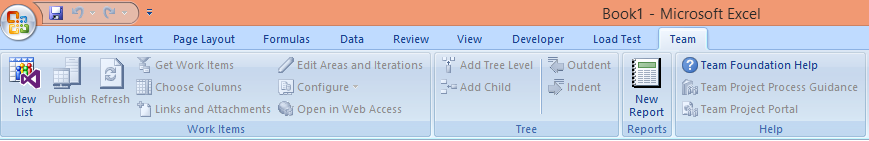 Book1 - Microsoft Excel
Home Insert Page Layout Formulas Data Review View Developer Load Test Team
New List
Publish
Refresh
Get Work Items
Choose Columns
Links and Attachments
Edit Areas and Iterations
Configure
Open in Web Access
Work Items
Add Tree Level
Add Child
Outdent
Indent
Tree
New Report
Reports
Team Foundation Help
Team Project Process Guidance
Team Project Portal
Help